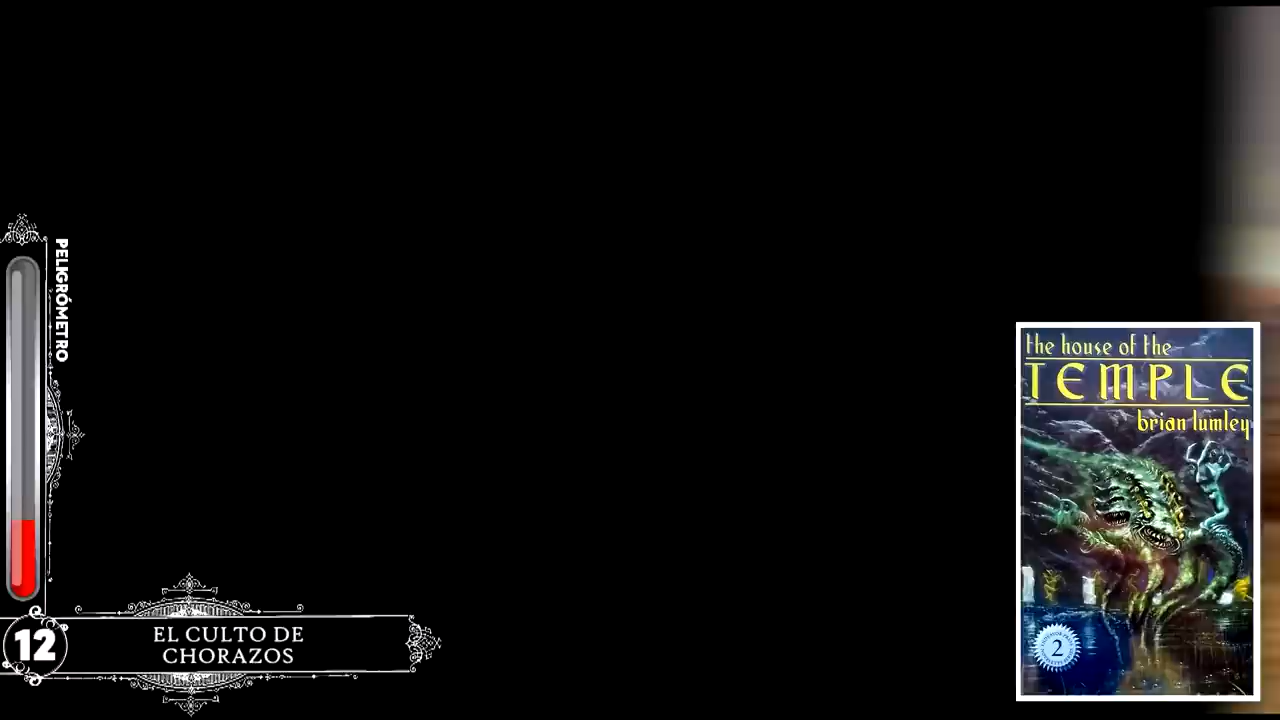 PELIGRÓMETRO
12
EL CULTO DE
CHORAZOS
the house of the
TEMPLE
brian lumley
2